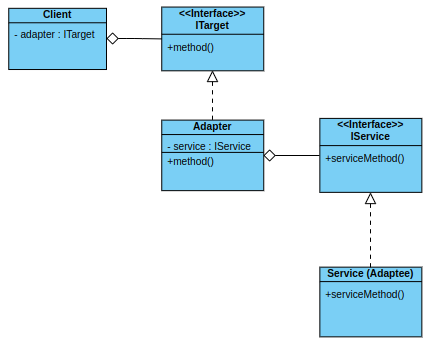 Client
- adapter : ITarget
<<Interface>>
ITarget
+method()
Adapter
- service : IService
+method()
<<Interface>>
IService
+serviceMethod()
Service (Adaptee)
+serviceMethod()